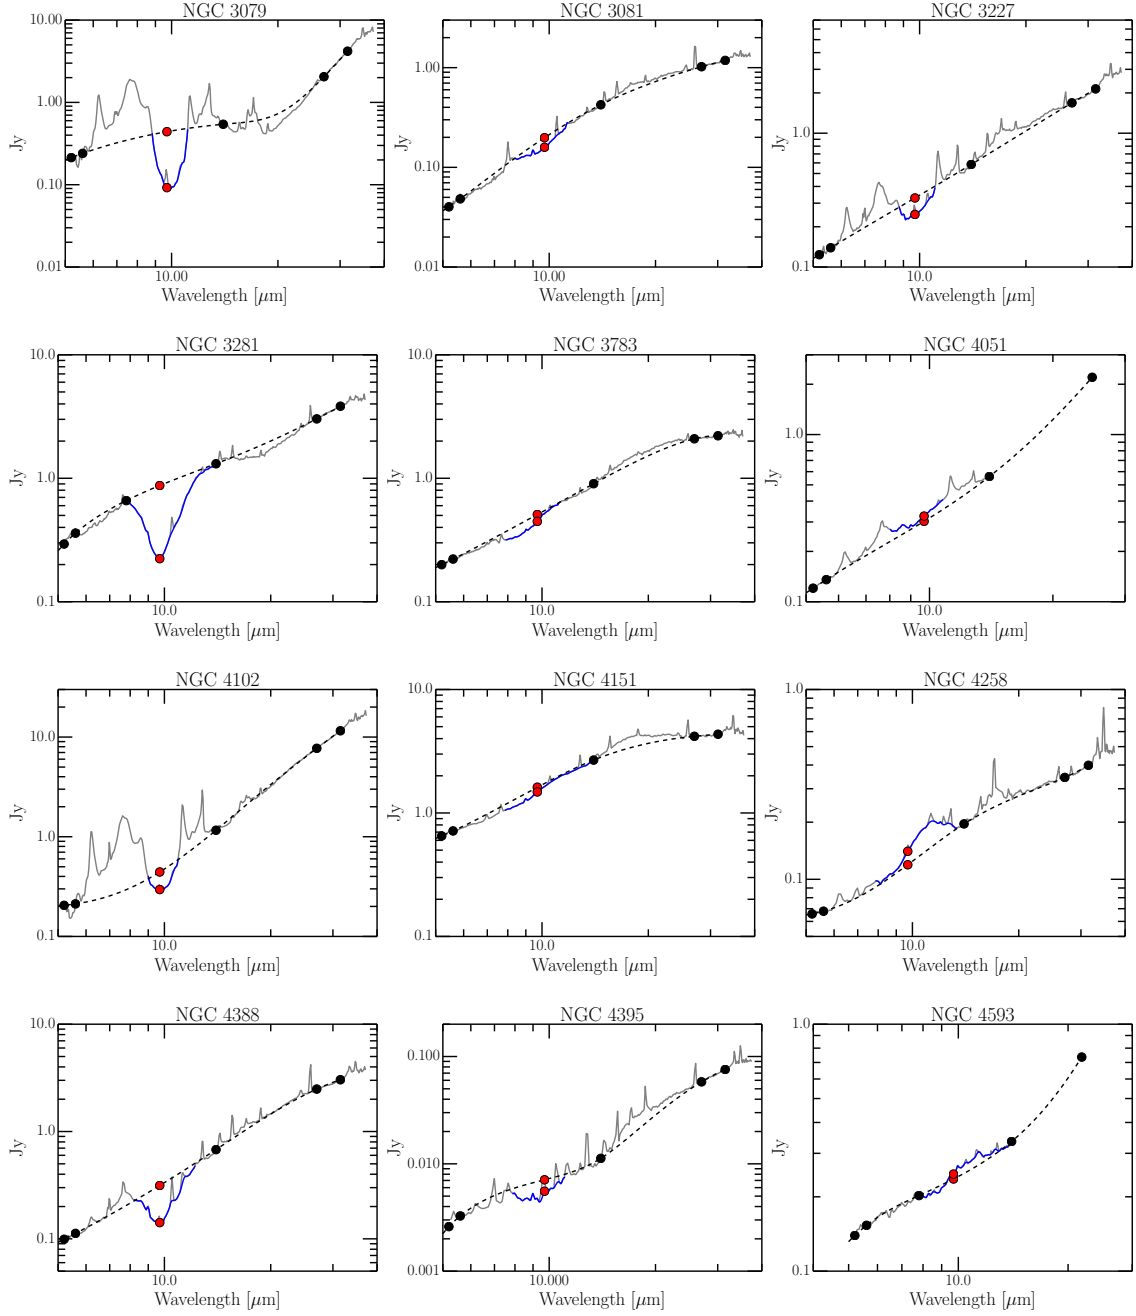 NGC 3079
NGC 3081
NGC 3227
10.00
1.00
0.10
0.01
Jy
10.00
Wavelength [μm]
1.00
0.10
0.01
Jy
10.00
Wavelength [μm]
1.0
0.1
Jy
10.0
Wavelength [μm]
NGC 3281
NGC 3783
NGC 4051
10.0
1.0
0.1
Jy
10.0
Wavelength [μm]
10.0
1.0
0.1
Jy
10.0
Wavelength [μm]
1.0
0.1
Jy
10.0
Wavelength [μm]
NGC 4102
NGC 4151
NGC 4258
10.0
1.0
0.1
Jy
10.0
Wavelength [μm]
10.0
1.0
0.1
Jy
10.0
Wavelength [μm]
1.0
0.1
Jy
10.0
Wavelength [μm]
NGC 4388
NGC 4395
NGC 4593
10.0
1.0
0.1
Jy
10.0
Wavelength [μm]
0.100
0.010
0.001
Jy
10.000
Wavelength [μm]
1.0
0.1
Jy
10.0
Wavelength [μm]